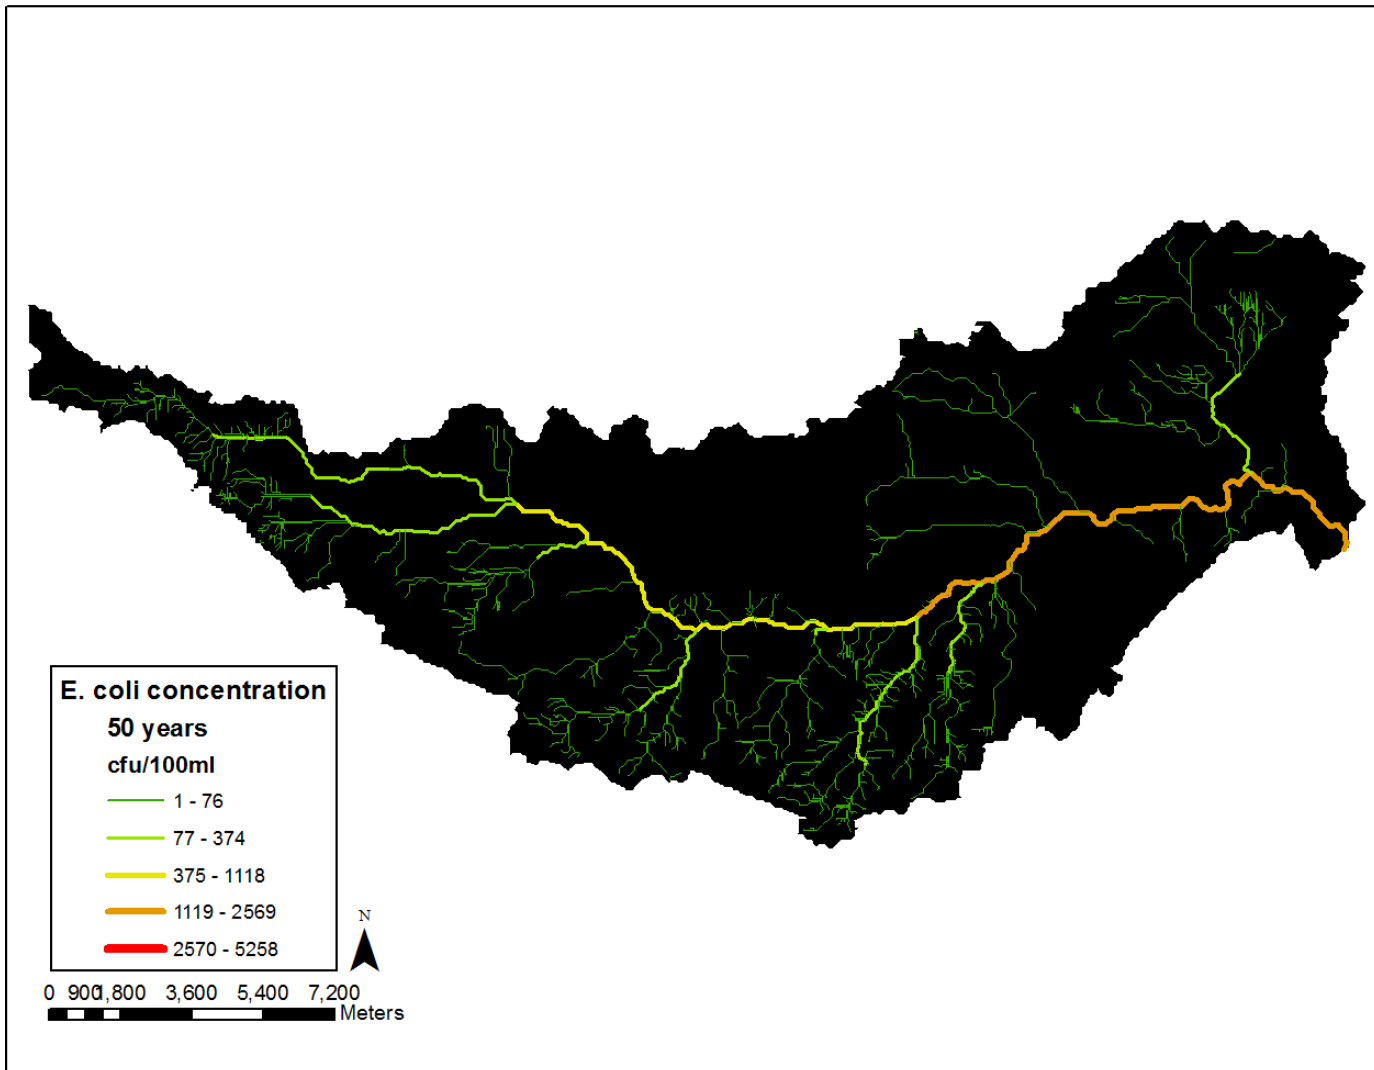 E. coli concentration
50 years
cfu/100ml
1 - 76
77 - 374
375 - 1118
1119 - 2569
2570 - 5258
N
0 900 1,800 3,600 5,400 7,200
Meters